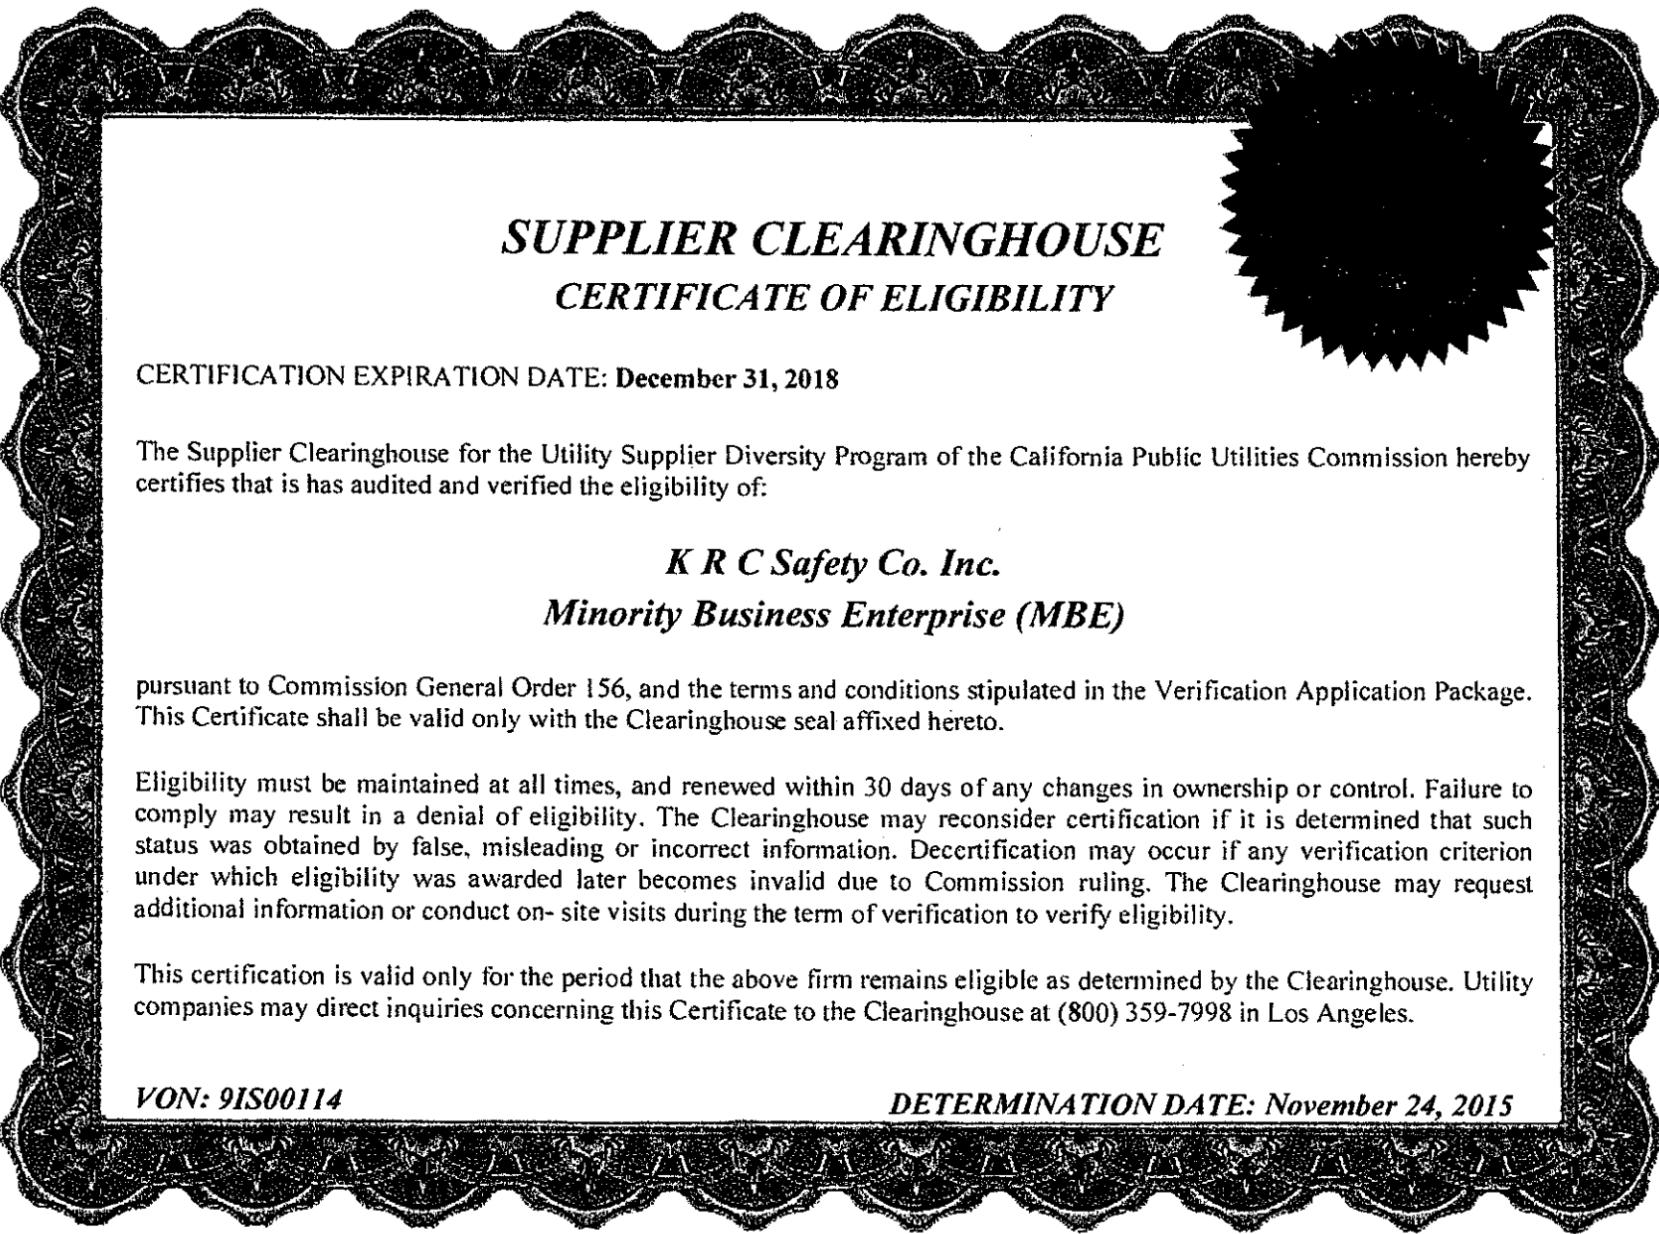 SUPPLIER CLEARINGHOUSE
CERTIFICATE OF ELIGIBILITY
CERTIFICATION EXPIRATION DATE: December 31, 2018
The Supplier Clearinghouse for the Utility Supplier Diversity Program of the California Public Utilities Commission hereby
certifies that is has audited and verified the eligibility of:
K R C Safety Co. Inc.
Minority Business Enterprise (MBE)
pursuant to Commission General Order 156, and the terms and conditions stipulated in the Verification Application Package.
This Certificate shall be valid only with the Clearinghouse seal affixed hereto.
Eligibility must be maintained at all times, and renewed within 30 days of any changes in ownership or control. Failure to
comply may result in a denial of eligibility. The Clearinghouse may reconsider certification if it is determined that such
status was obtained by false, misleading or incorrect information. Decertification may occur if any verification criterion
under which eligibility was awarded later becomes invalid due to Commission ruling. The Clearinghouse may request
additional information or conduct on- site visits during the term of verification to verify eligibility.
This certification is valid only for the period that the above firm remains eligible as determined by the Clearinghouse. Utility
companies may direct inquiries concerning this Certificate to the Clearinghouse at (800) 359-7998 in Los Angeles.
VON: 9IS00114
DETERMINATION DATE: November 24, 2015